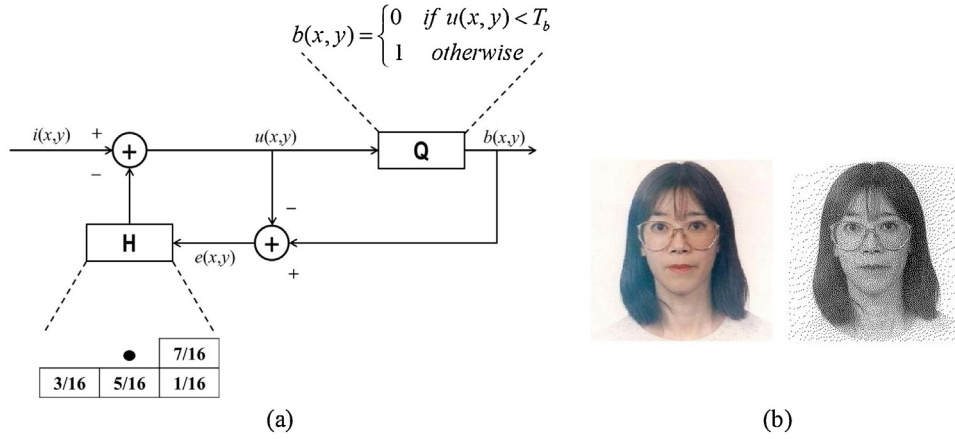 b(x, y) = { 0 if u(x, y) < T_b
1 otherwise
i(x,y) + u(x,y) Q b(x,y)
+
−
−
H e(x,y) +
+
● 7/16
3/16 5/16 1/16
(a) (b)